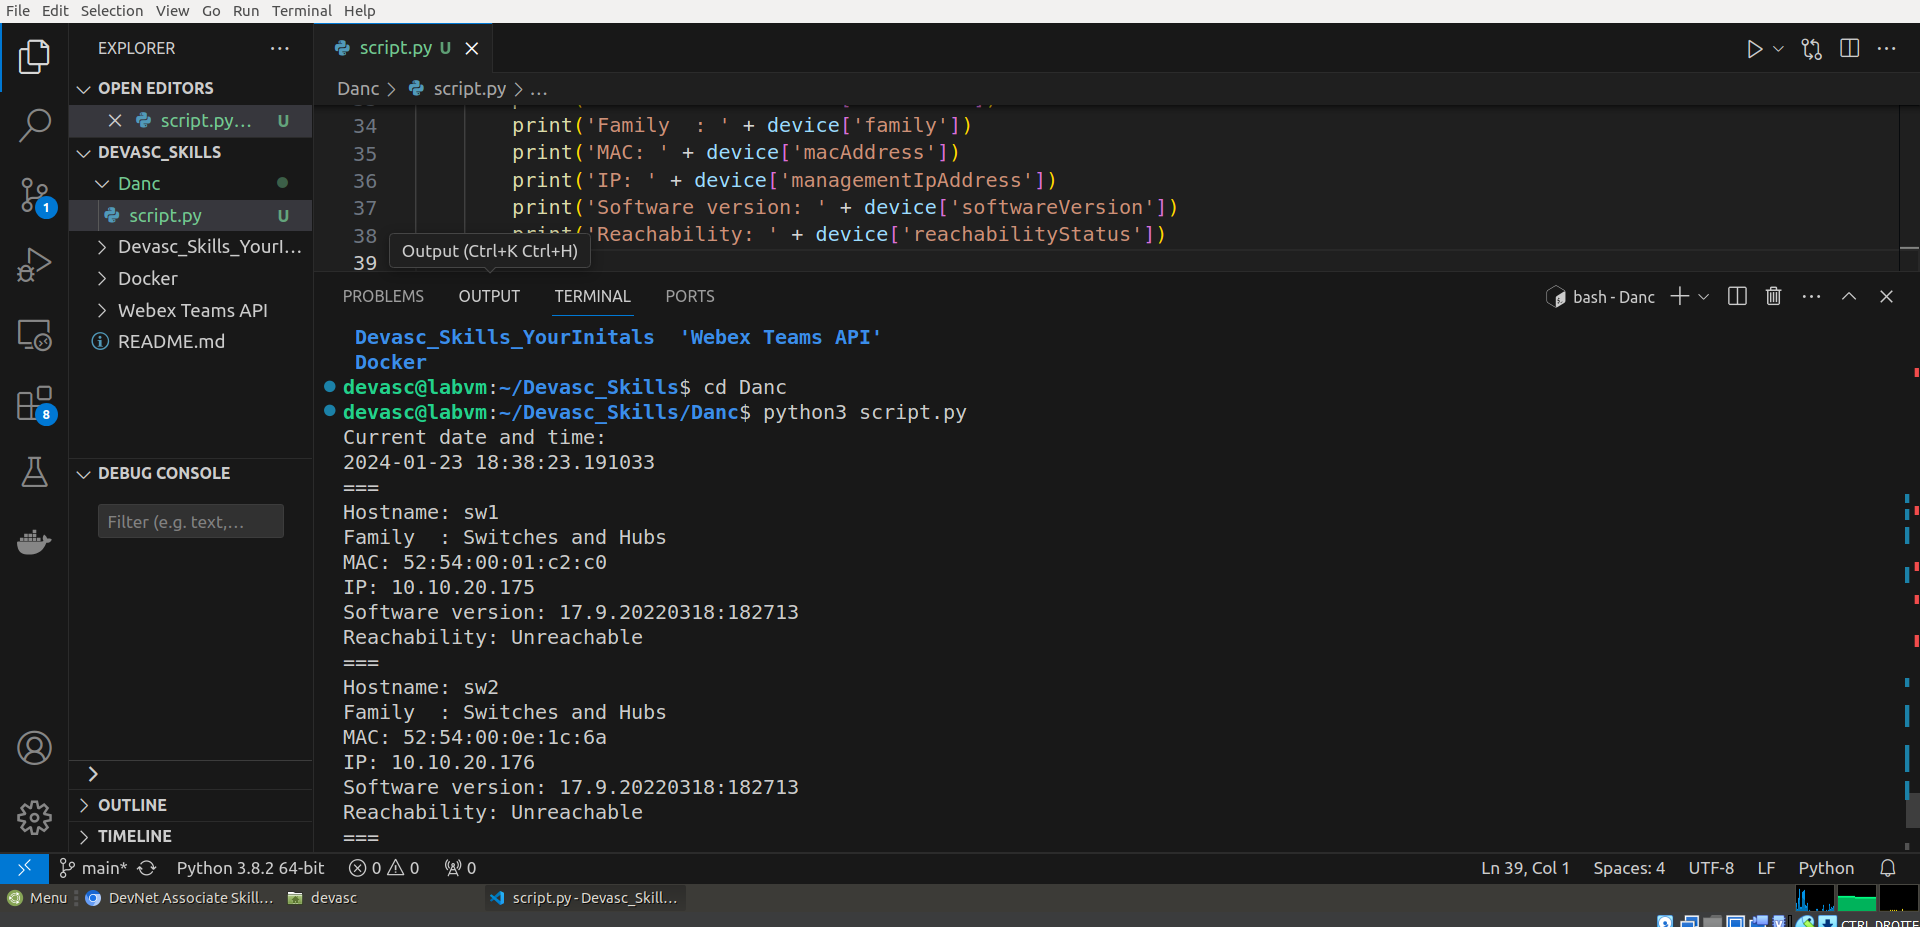 File Edit Selection View Go Run Terminal Help
EXPLORER
script.py U
OPEN EDITORS
script.py... U
DEVASC_SKILLS
Danc
script.py U
Devasc_Skills_YourI...
Docker
Webex Teams API
README.md
DEBUG CONSOLE
Filter (e.g. text,...
OUTLINE
TIMELINE
1
8
Danc > script.py > ...
34 print('Family  : ' + device['family'])
35 print('MAC: ' + device['macAddress'])
36 print('IP: ' + device['managementIpAddress'])
37 print('Software version: ' + device['softwareVersion'])
38 'Reachability: ' + device['reachabilityStatus'])
39
Output (Ctrl+K Ctrl+H)
PROBLEMS OUTPUT TERMINAL PORTS
bash - Danc
Devasc_Skills_YourInitals  'Webex Teams API'
Docker
devasc@labvm:~/Devasc_Skills$ cd Danc
devasc@labvm:~/Devasc_Skills/Danc$ python3 script.py
Current date and time:
2024-01-23 18:38:23.191033
===
Hostname: sw1
Family  : Switches and Hubs
MAC: 52:54:00:01:c2:c0
IP: 10.10.20.175
Software version: 17.9.20220318:182713
Reachability: Unreachable
===
Hostname: sw2
Family  : Switches and Hubs
MAC: 52:54:00:0e:1c:6a
IP: 10.10.20.176
Software version: 17.9.20220318:182713
Reachability: Unreachable
===
main* Python 3.8.2 64-bit 0 0 0 Ln 39, Col 1 Spaces: 4 UTF-8 LF Python
Menu DevNet Associate Skill... devasc script.py - Devasc_Skill...
CTRL DROITE